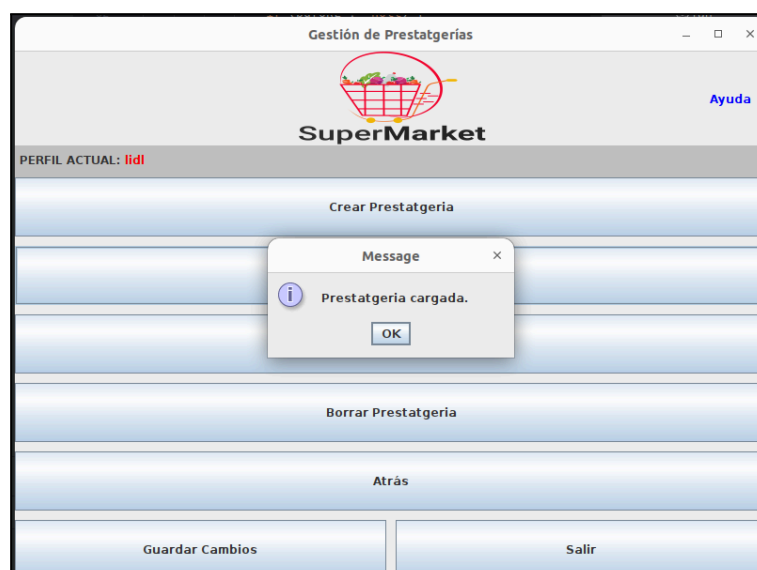 Gestión de Prestatgerías
SuperMarket
Ayuda
PERFIL ACTUAL: lidl
Crear Prestatgeria
Message
Prestatgeria cargada.
OK
Borrar Prestatgeria
Atrás
Guardar Cambios
Salir